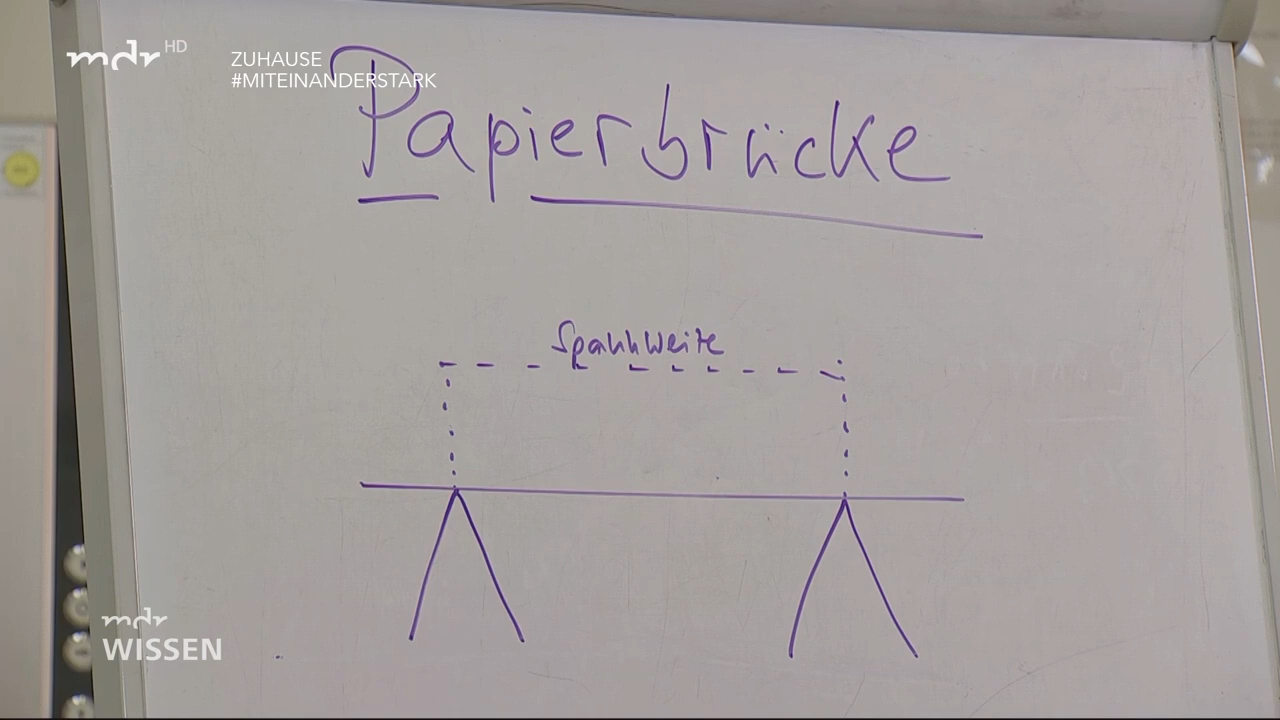 mdr HD
ZUHAUSE
#MITEINANDERSTARK
Papierbrücke
Spannweite
mdr
WISSEN